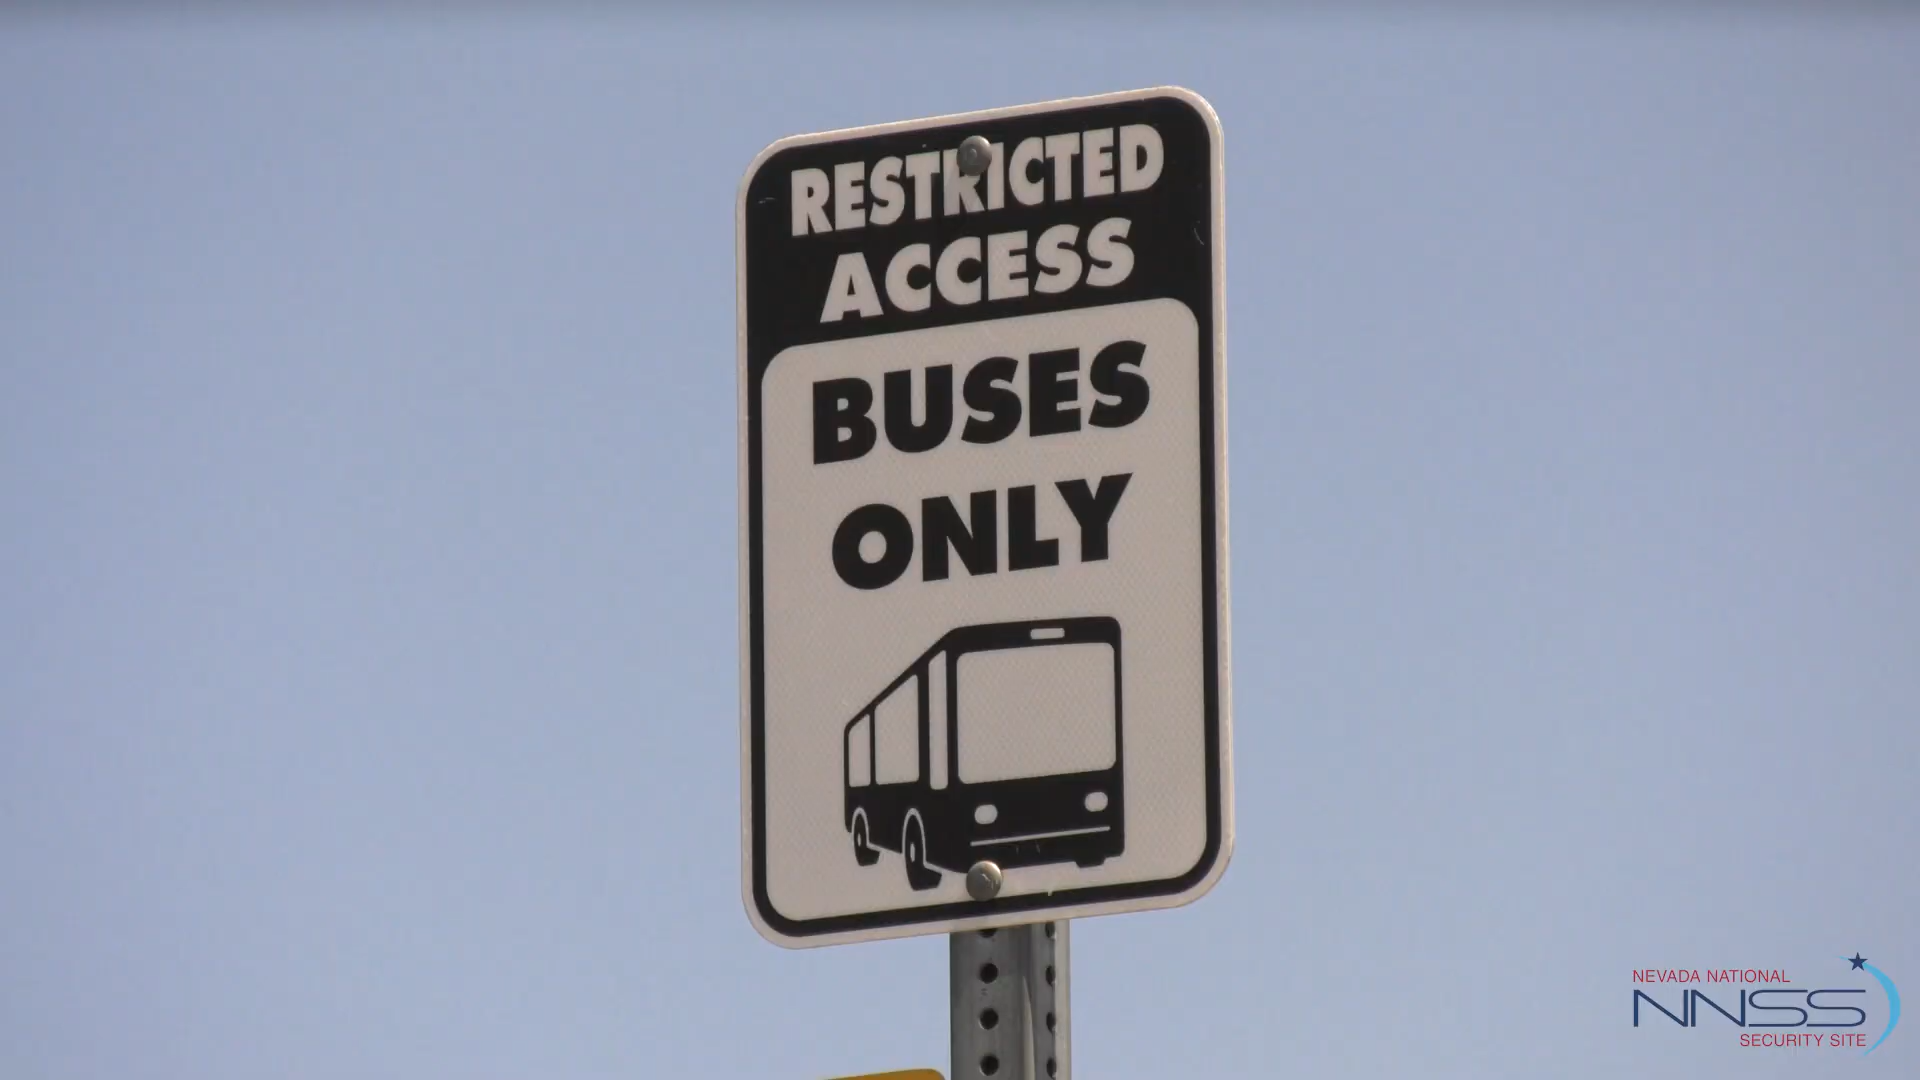 RESTRICTED
ACCESS
BUSES
ONLY
NEVADA NATIONAL
NNSS
SECURITY SITE